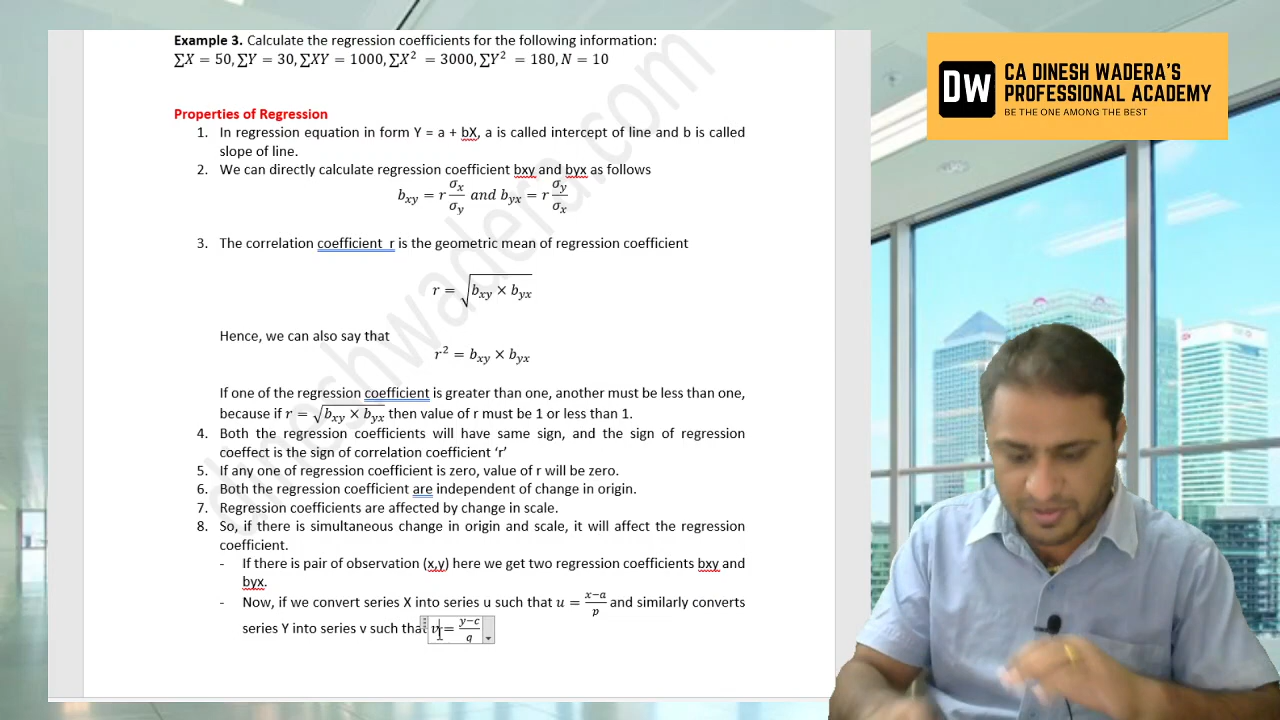 Example 3. Calculate the regression coefficients for the following information:
∑X = 50, ∑Y = 30, ∑XY = 1000, ∑X² = 3000, ∑Y² = 180, N = 10
Properties of Regression
1. In regression equation in form Y = a + bX, a is called intercept of line and b is called
slope of line.
2. We can directly calculate regression coefficient bxy and byx as follows
b_xy = r σ_x/σ_y and b_yx = r σ_y/σ_x
3. The correlation coefficient r is the geometric mean of regression coefficient
r = √(b_xy × b_yx)
Hence, we can also say that
r² = b_xy × b_yx
If one of the regression coefficient is greater than one, another must be less than one,
because if r = √(b_xy × b_yx) then value of r must be 1 or less than 1.
4. Both the regression coefficients will have same sign, and the sign of regression
coeffect is the sign of correlation coefficient ‘r’
5. If any one of regression coefficient is zero, value of r will be zero.
6. Both the regression coefficient are independent of change in origin.
7. Regression coefficients are affected by change in scale.
8. So, if there is simultaneous change in origin and scale, it will affect the regression
coefficient.
- If there is pair of observation (x,y) here we get two regression coefficients bxy and
byx.
- Now, if we convert series X into series u such that u = (x−a)/p and similarly converts
series Y into series v such that v = (y−c)/q
dineshwadera.com
DW
CA DINESH WADERA'S
PROFESSIONAL ACADEMY
BE THE ONE AMONG THE BEST